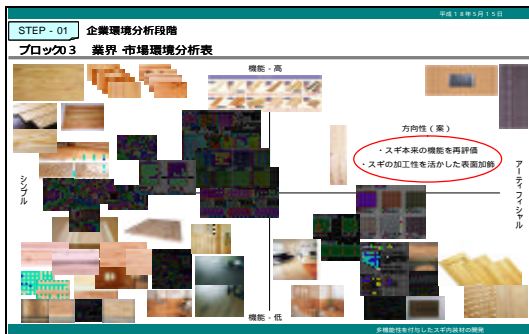 平成18年5月15日
STEP - 01 企業環境分析段階
ブロック03 業界・市場環境分析表
機能 - 高
方向性（案）
・スギ本来の機能を再評価
・スギの加工性を活かした表面加飾
シンプル
アーティフィシャル
機能 - 低
多機能性を付与したスギ内装材の開発